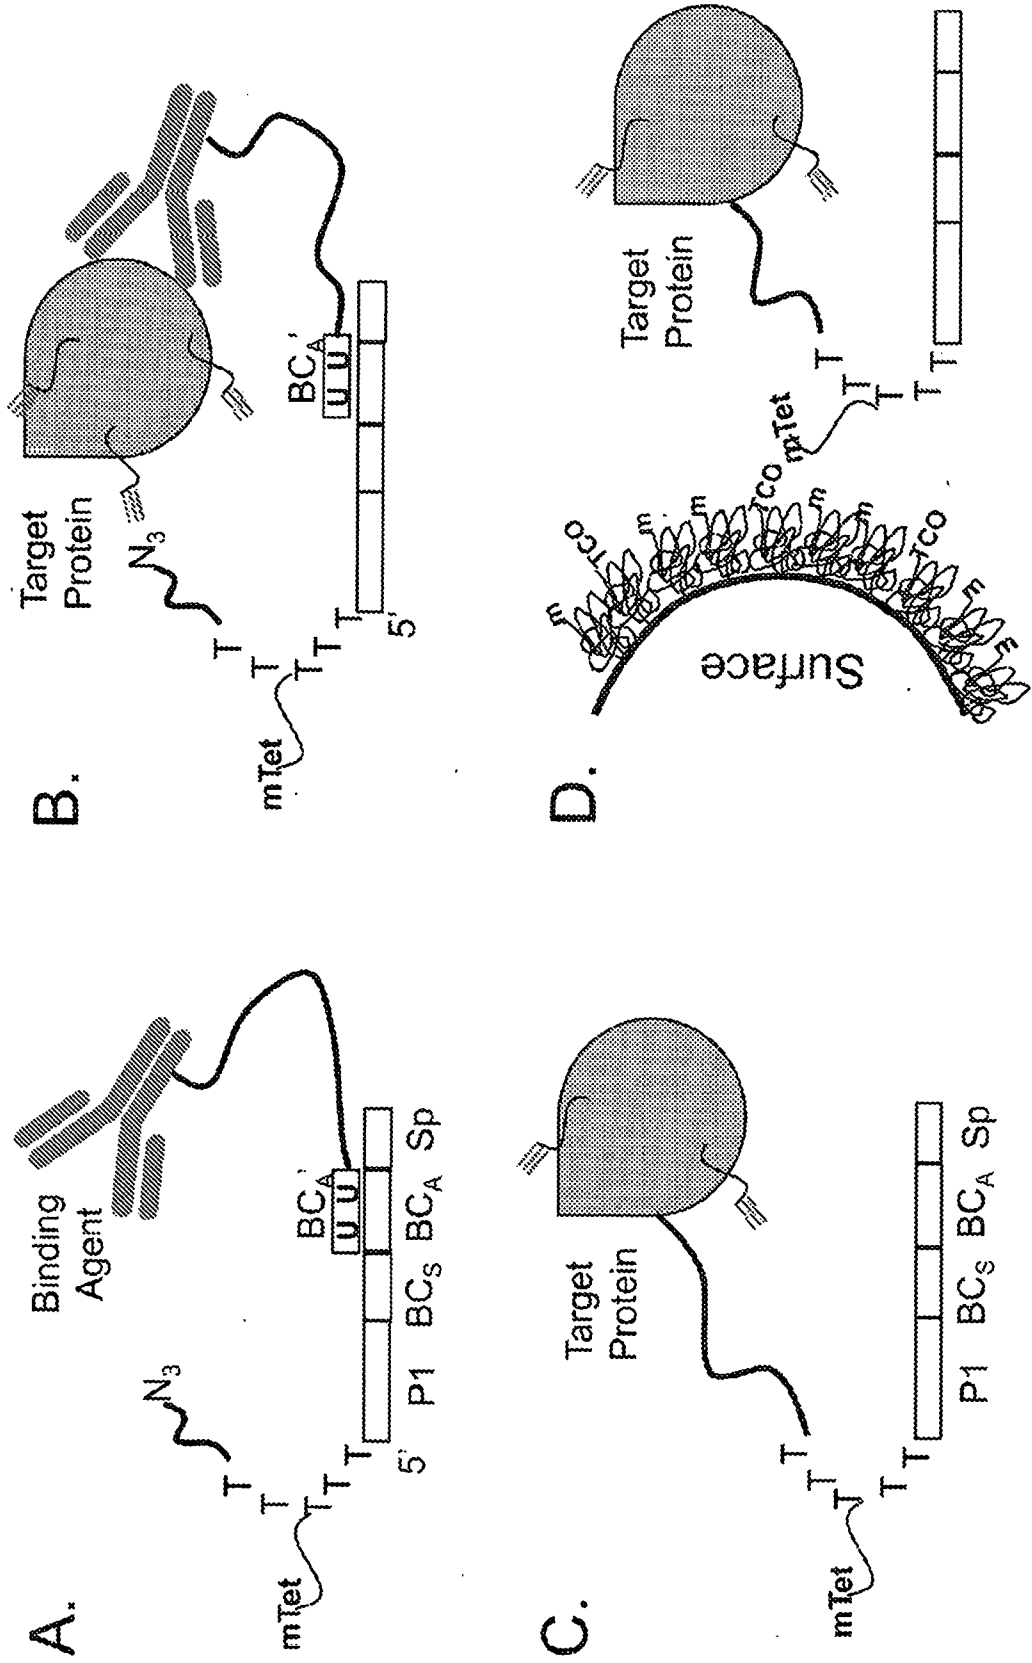 A.
Binding
Agent
N3
T
T
T
T
T
mTet
5'
BCA'
U U
P1 BCS BCA Sp
B.
Target
Protein
N3
T
T
T
T
T
mTet
5'
BCA'
U U
C.
Target
Protein
T
T
T
T
T
mTet
P1 BCS BCA Sp
D.
Target
Protein
T
T
T
T
T
mTet
m
TCO
m
m
TCO
m
m
TCO
m
m
Surface